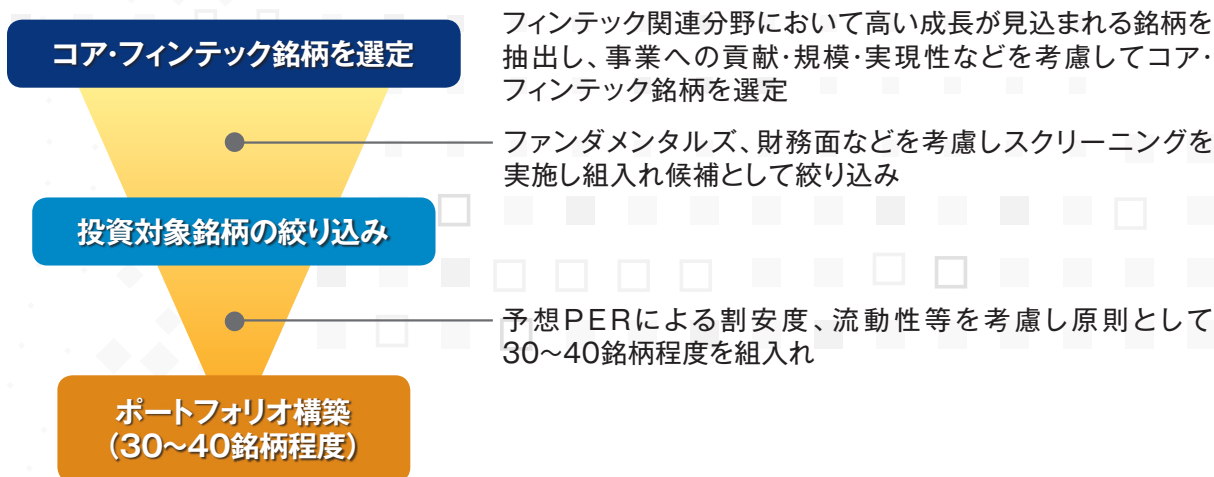 コア・フィンテック銘柄を選定
フィンテック関連分野において高い成長が見込まれる銘柄を
抽出し、事業への貢献・規模・実現性などを考慮してコア・
フィンテック銘柄を選定
ファンダメンタルズ、財務面などを考慮しスクリーニングを
実施し組入れ候補として絞り込み
投資対象銘柄の絞り込み
予想PERによる割安度、流動性等を考慮し原則として
30〜40銘柄程度を組入れ
ポートフォリオ構築
（30〜40銘柄程度）